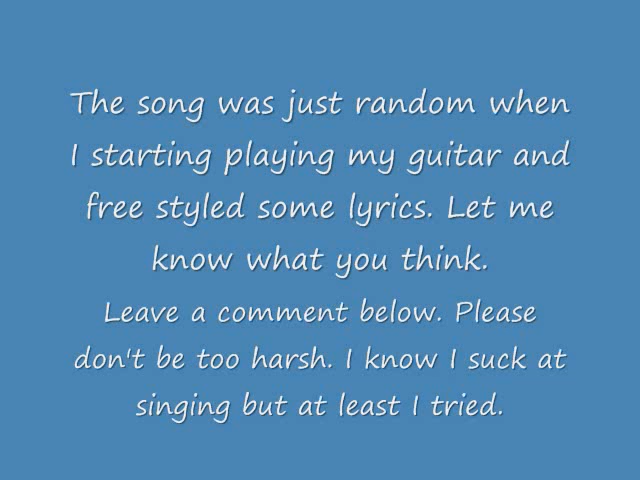 The song was just random when
I starting playing my guitar and
free styled some lyrics. Let me
know what you think.
Leave a comment below. Please
don't be too harsh. I know I suck at
singing but at least I tried.